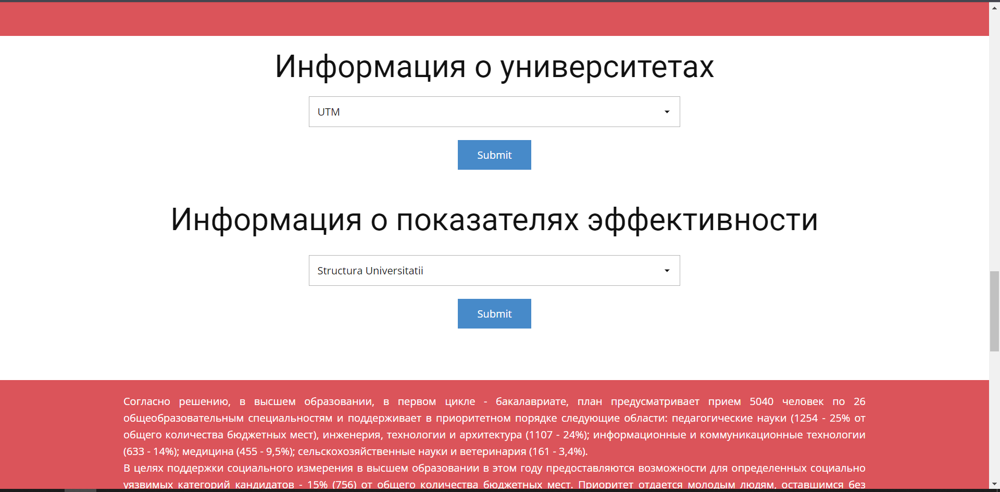 Информация о университетах
UTM
Submit
Информация о показателях эффективности
Structura Universitatii
Submit
Согласно решению, в высшем образовании, в первом цикле - бакалавриате, план предусматривает прием 5040 человек по 26
общеобразовательным специальностям и поддерживает в приоритетном порядке следующие области: педагогические науки (1254 - 25% от
общего количества бюджетных мест), инженерия, технологии и архитектура (1107 - 24%); информационные и коммуникационные технологии
(633 - 14%); медицина (455 - 9,5%); сельскохозяйственные науки и ветеринария (161 - 3,4%).
В целях поддержки социального измерения в высшем образовании в этом году предоставляются возможности для определенных социально
уязвимых категорий кандидатов - 15% (756) от общего количества бюджетных мест. Приоритет отдается молодым людям, оставшимся без